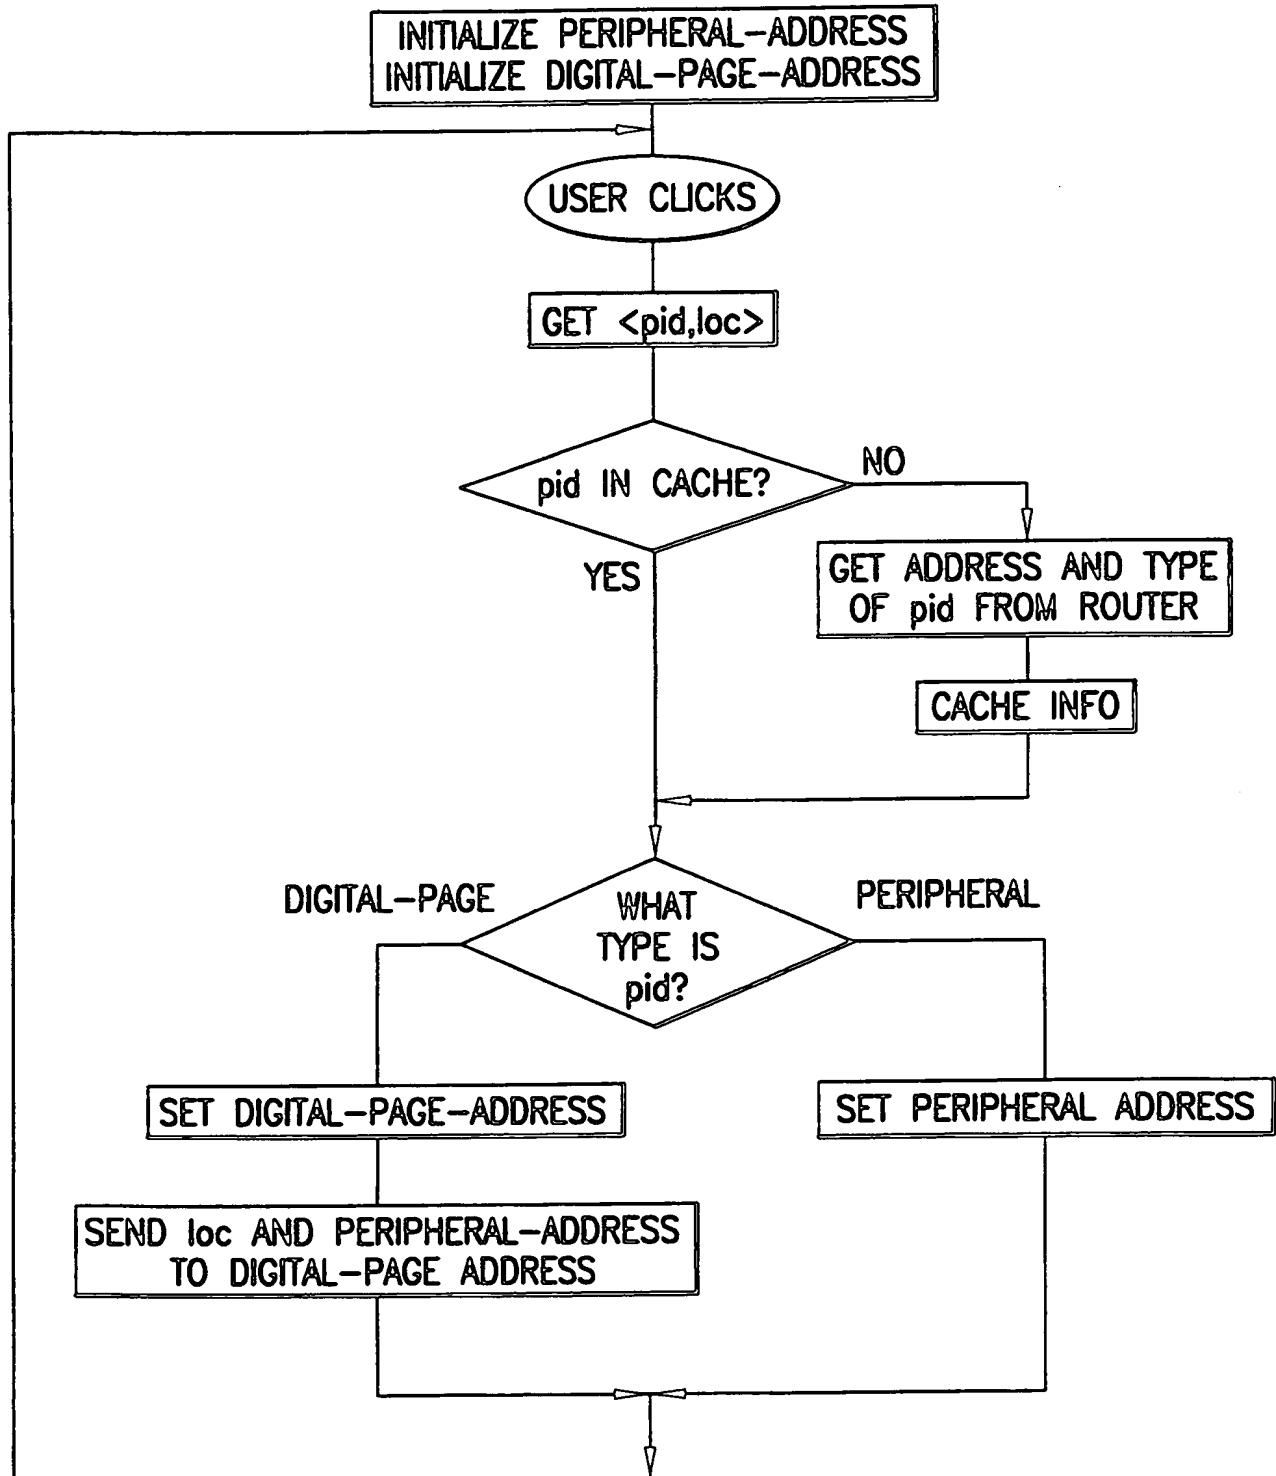 INITIALIZE PERIPHERAL-ADDRESS
INITIALIZE DIGITAL-PAGE-ADDRESS
USER CLICKS
GET <pid,loc>
pid IN CACHE?
NO
YES
GET ADDRESS AND TYPE
OF pid FROM ROUTER
CACHE INFO
DIGITAL-PAGE
WHAT
TYPE IS
pid?
PERIPHERAL
SET DIGITAL-PAGE-ADDRESS
SET PERIPHERAL ADDRESS
SEND loc AND PERIPHERAL-ADDRESS
TO DIGITAL-PAGE ADDRESS